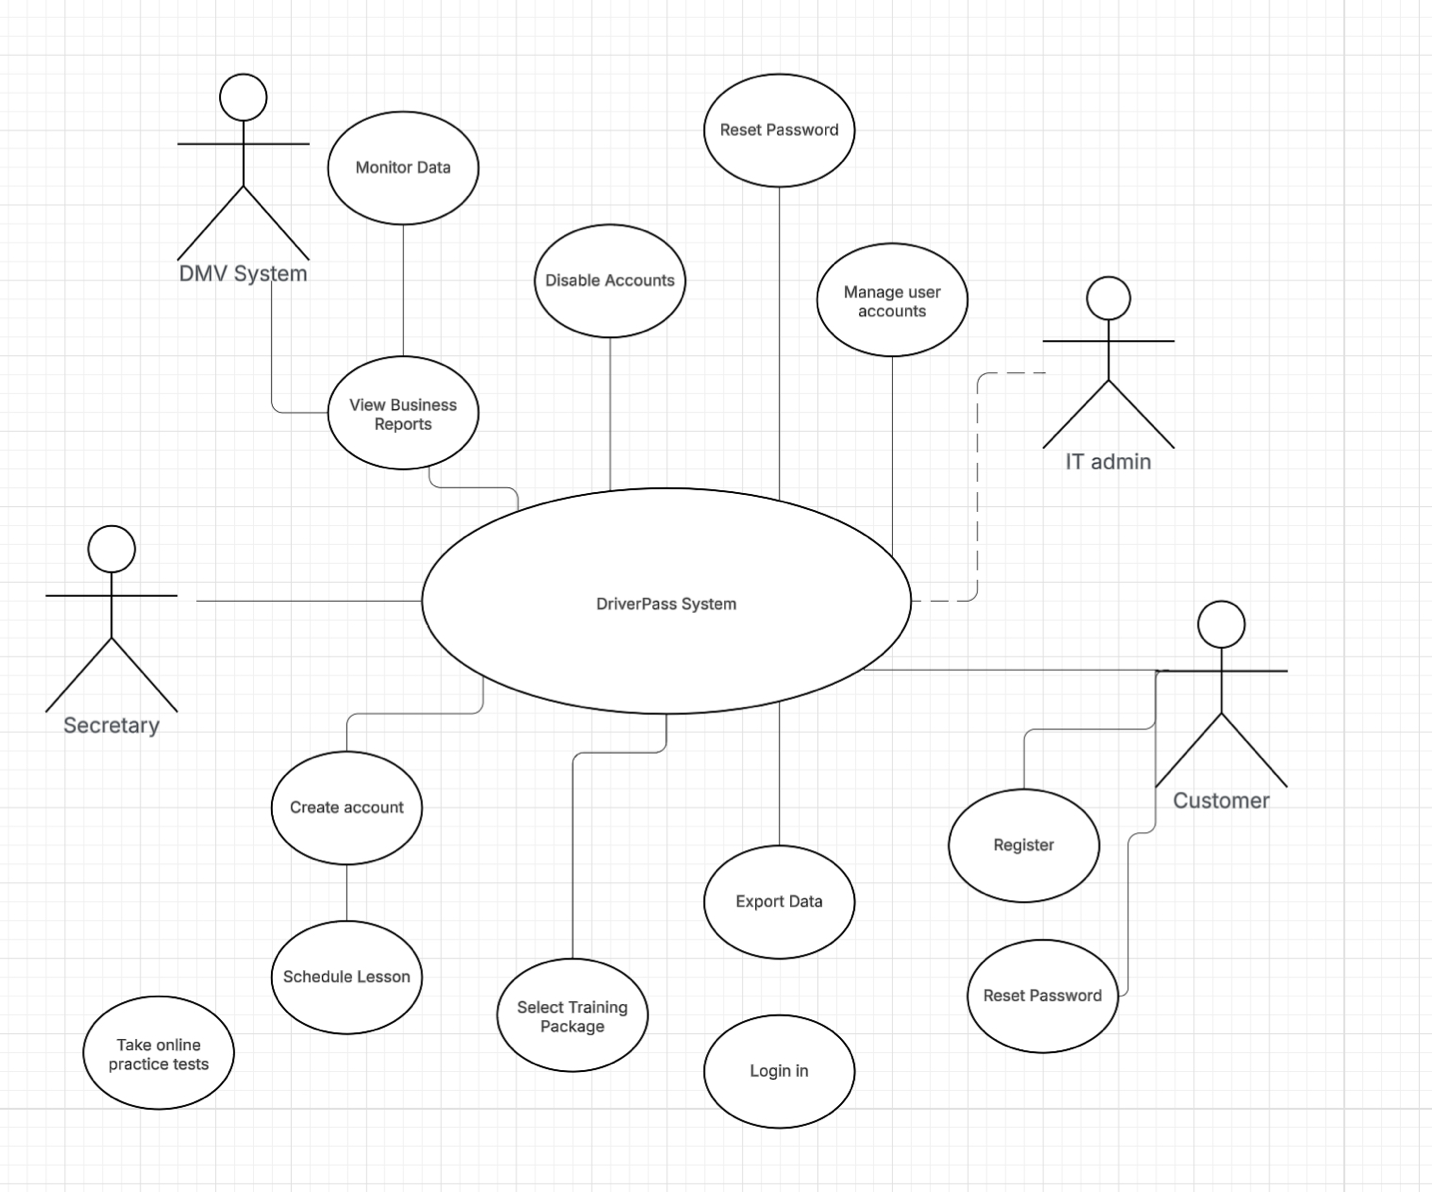 Reset Password
Monitor Data
DMV System
Disable Accounts
Manage user
accounts
View Business
Reports
IT admin
DriverPass System
Secretary
Customer
Create account
Register
Export Data
Schedule Lesson
Reset Password
Select Training
Package
Take online
practice tests
Login in